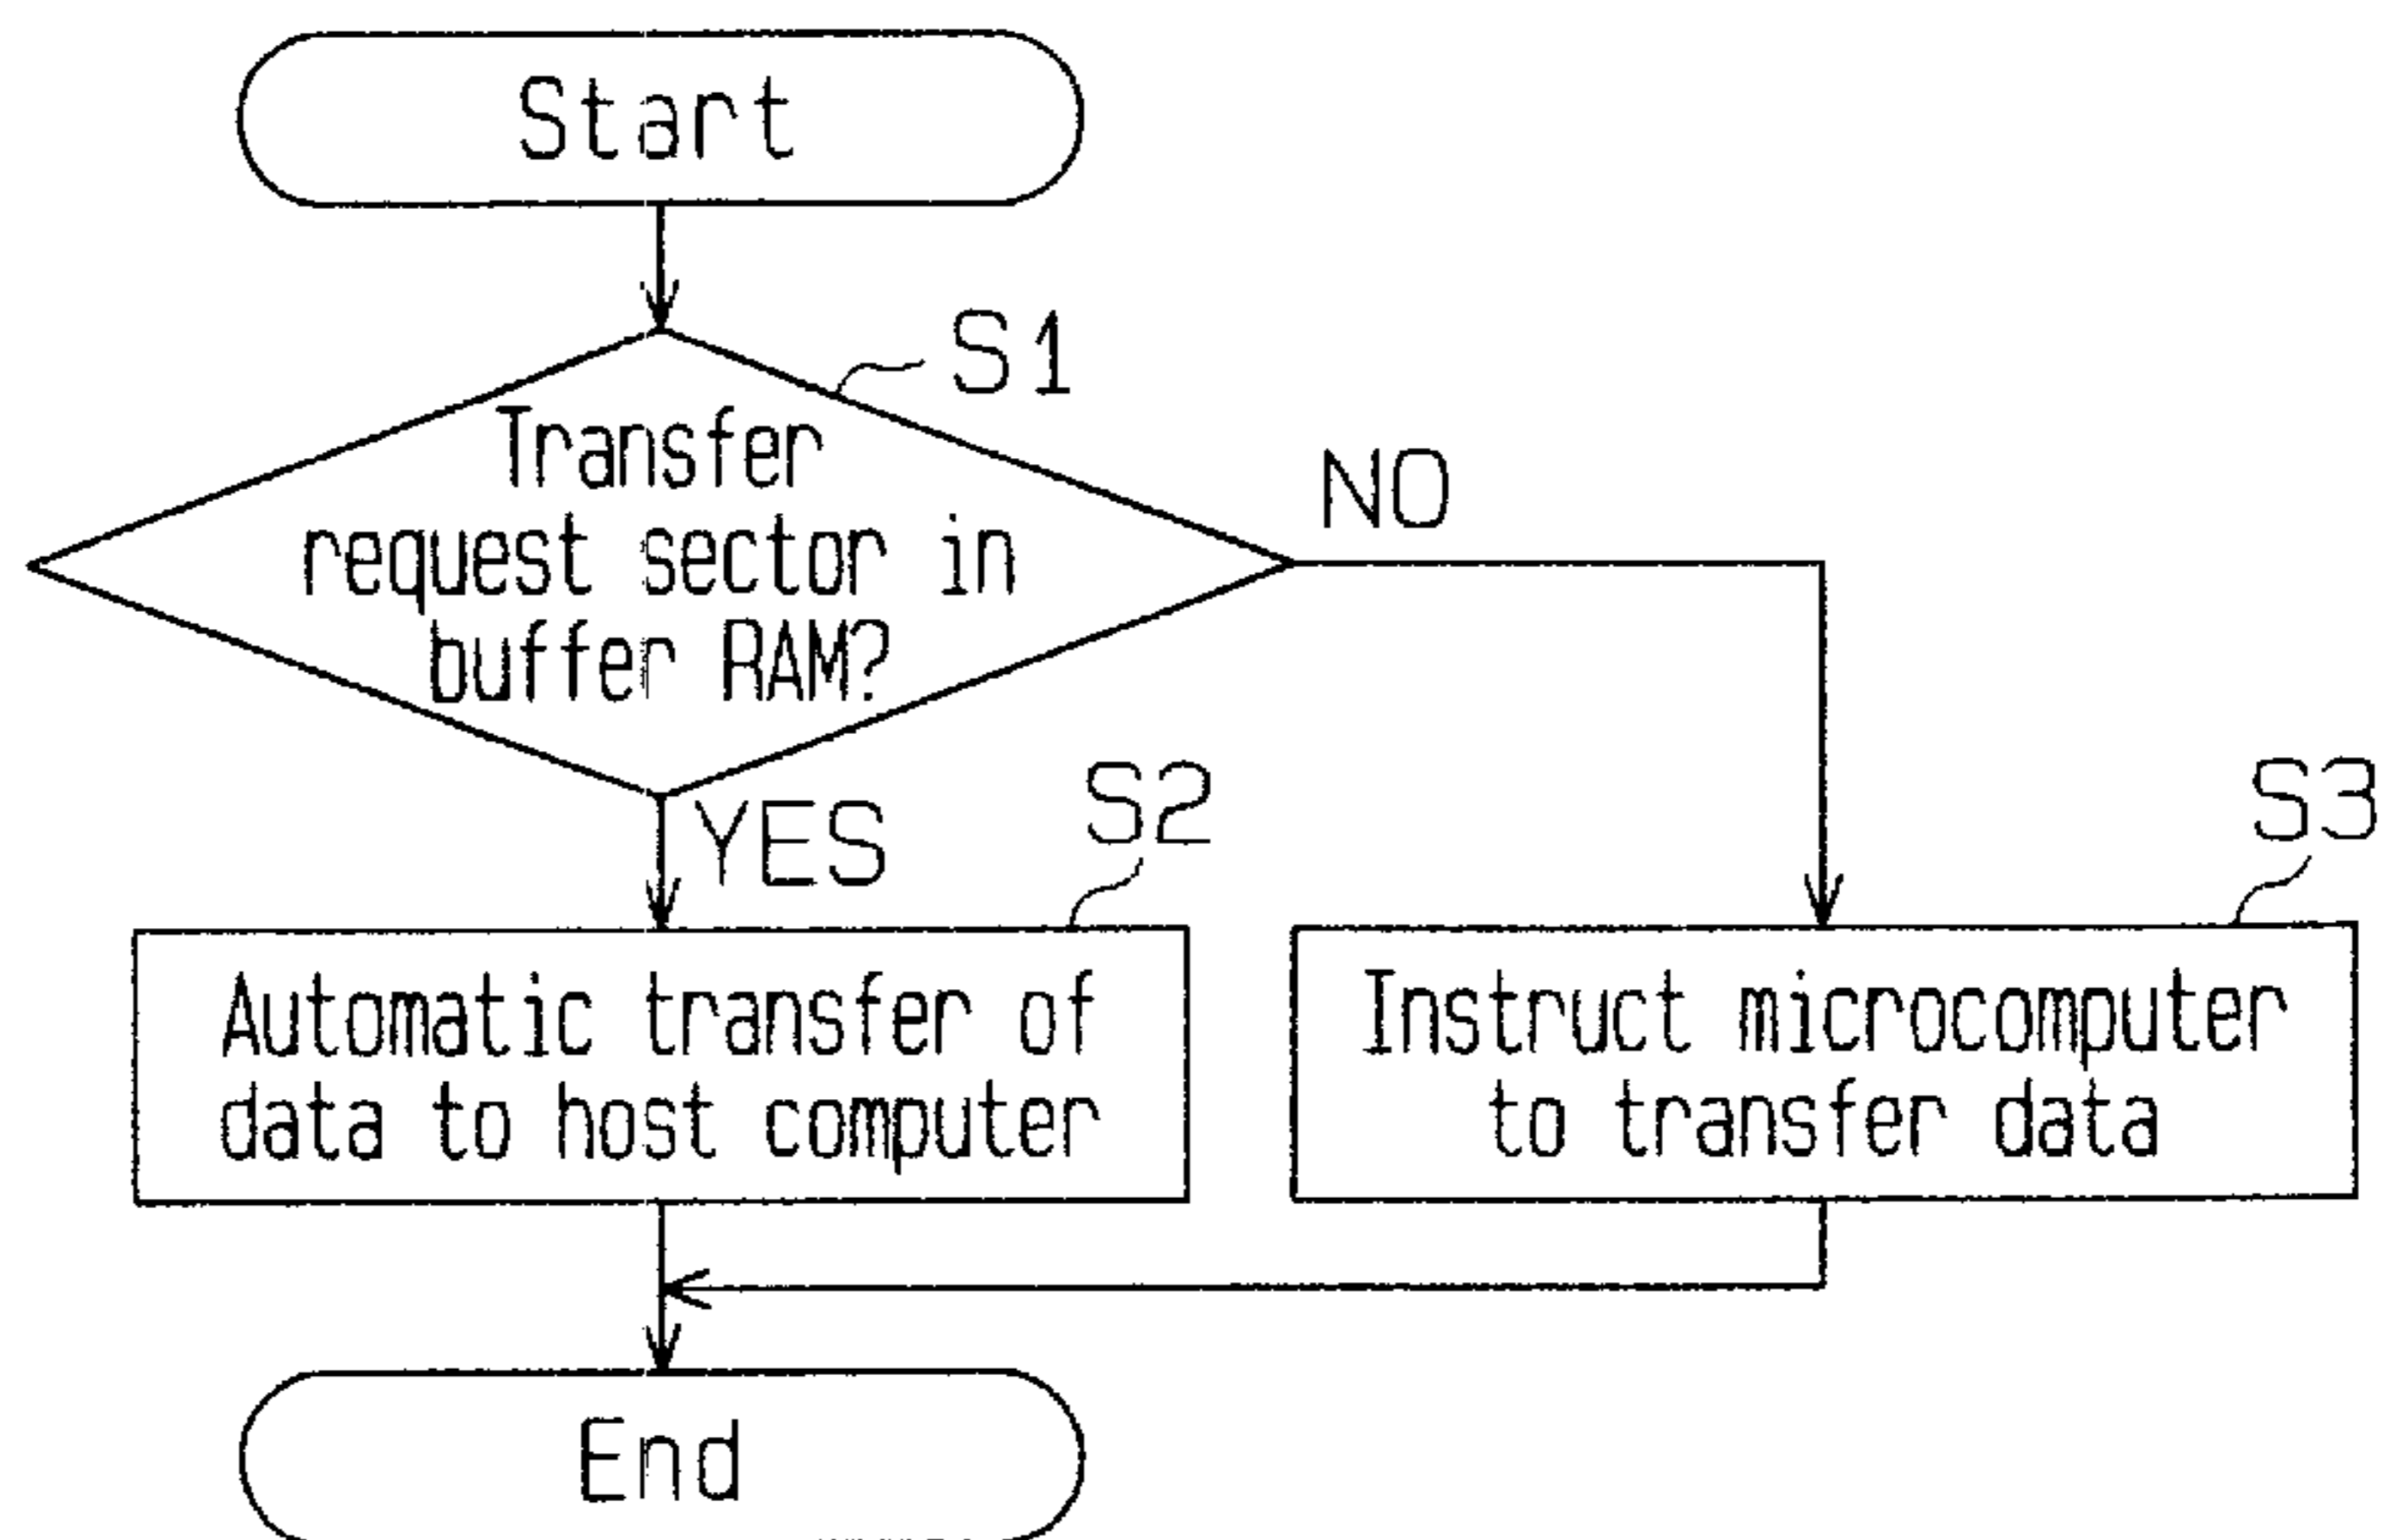 Start
S1
Transfer
request sector in
buffer RAM?
NO
YES
S2
S3
Automatic transfer of
data to host computer
Instruct microcomputer
to transfer data
End